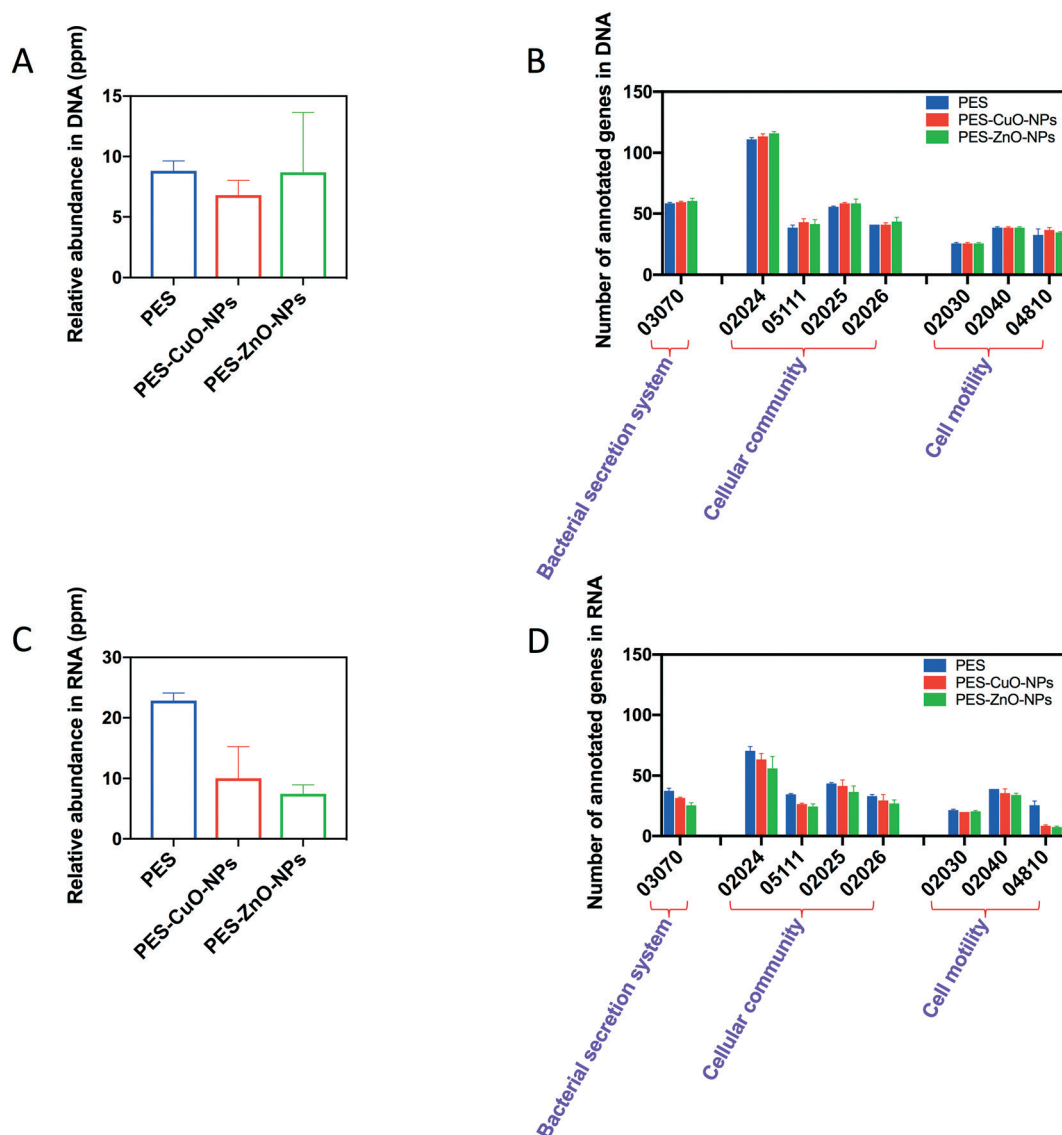 A
Relative abundance in DNA (ppm)
15
10
5
0
PES
PES-CuO-NPs
PES-ZnO-NPs
B
Number of annotated genes in DNA
150
100
50
0
PES
PES-CuO-NPs
PES-ZnO-NPs
03070
02024
05111
02025
02026
02030
02040
04810
Bacterial secretion system
Cellular community
Cell motility
C
Relative abundance in RNA (ppm)
30
20
10
0
PES
PES-CuO-NPs
PES-ZnO-NPs
D
Number of annotated genes in RNA
150
100
50
0
PES
PES-CuO-NPs
PES-ZnO-NPs
03070
02024
05111
02025
02026
02030
02040
04810
Bacterial secretion system
Cellular community
Cell motility